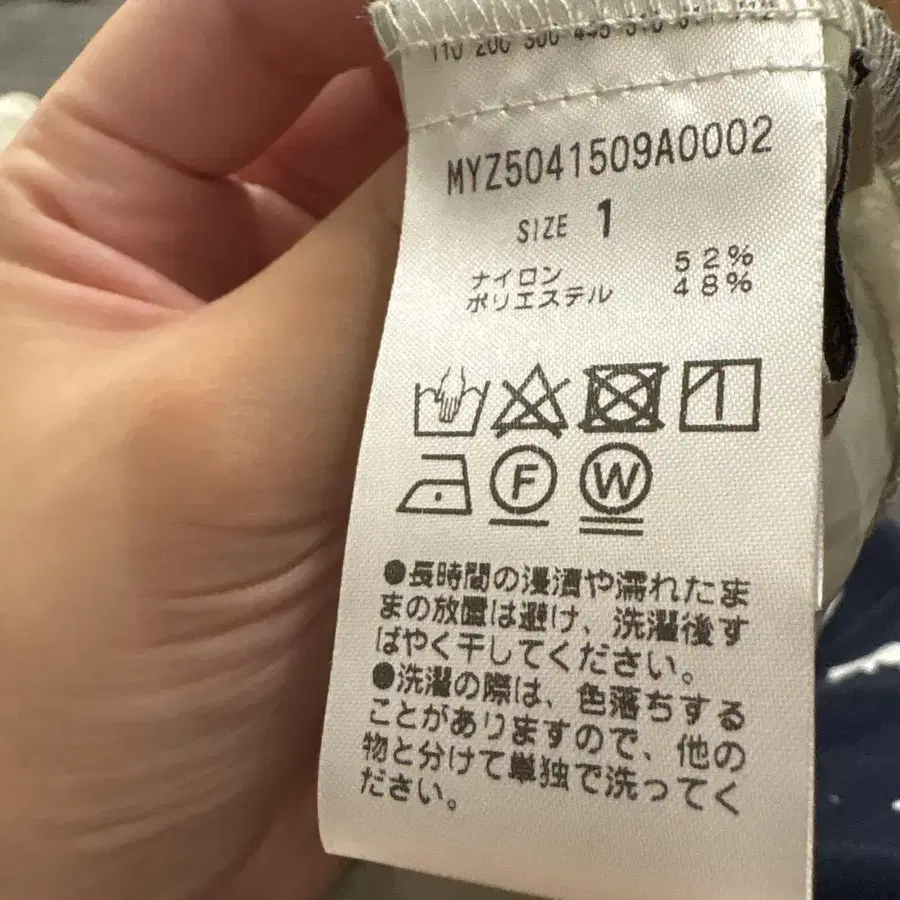 MYZ5041509A0002
SIZE 1
ナイロン 52%
ポリエステル 48%
F W
●長時間の浸漬や濡れたま
まの放置は避け、洗濯後す
ばやく干してください。
●洗濯の際は、色落ちする
ことがありますので、他の
物と分けて単独で洗ってく
ださい。